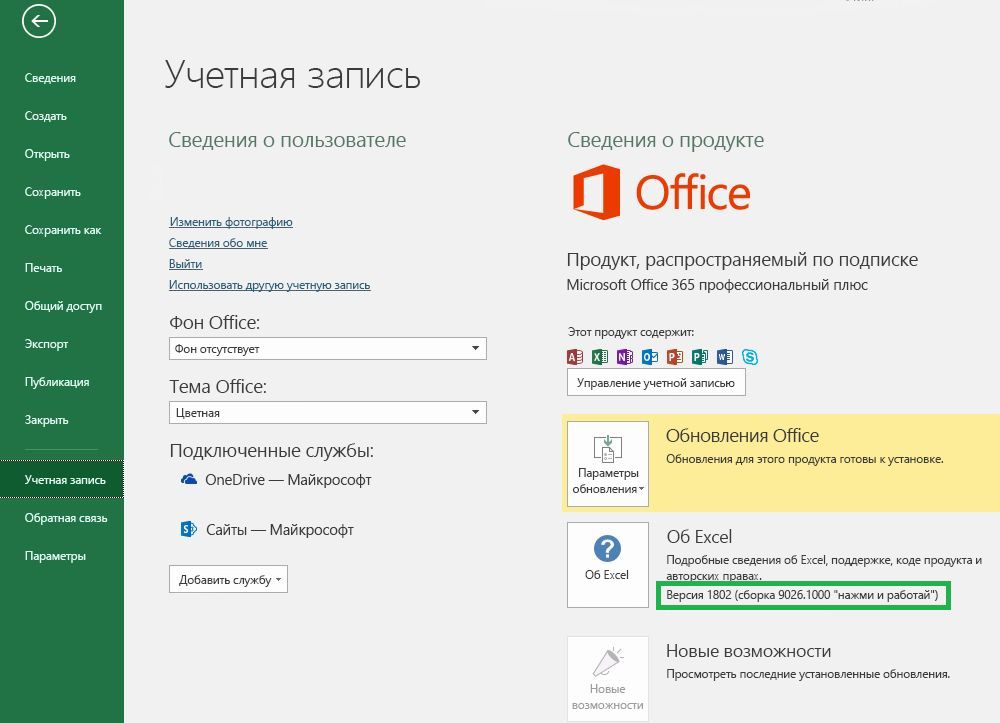 Сведения
Создать
Открыть
Сохранить
Сохранить как
Печать
Общий доступ
Экспорт
Публикация
Закрыть
Учетная запись
Обратная связь
Параметры
Учетная запись
Сведения о пользователе
Изменить фотографию
Сведения обо мне
Выйти
Использовать другую учетную запись
Фон Office:
Фон отсутствует
Тема Office:
Цветная
Подключенные службы:
OneDrive — Майкрософт
Сайты — Майкрософт
Добавить службу
Сведения о продукте
Office
Продукт, распространяемый по подписке
Microsoft Office 365 профессиональный плюс
Этот продукт содержит:
Управление учетной записью
Параметры
обновления
Обновления Office
Обновления для этого продукта готовы к установке.
Об Excel
Об Excel
Подробные сведения об Excel, поддержке, коде продукта и
авторских правах.
Версия 1802 (сборка 9026.1000 "нажми и работай")
Новые
возможности
Новые возможности
Просмотреть последние установленные обновления.